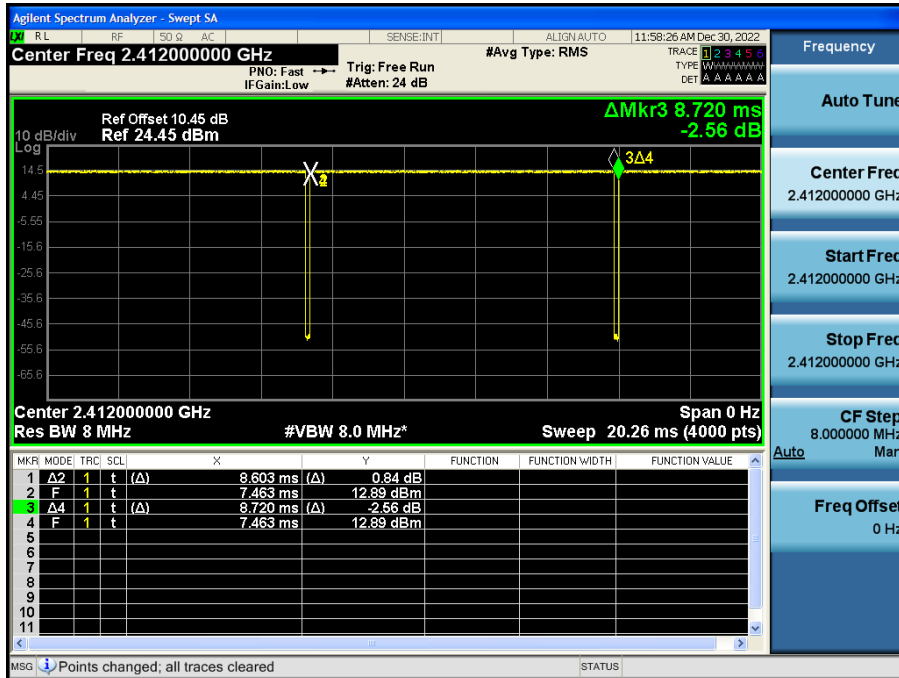 Agilent Spectrum Analyzer - Swept SA
LXI RL RF 50 Ω AC SENSE:INT ALIGN AUTO 11:58:26 AM Dec 30, 2022
Center Freq 2.412000000 GHz #Avg Type: RMS TRACE 1 2 3 4 5 6
PNO: Fast Trig: Free Run TYPE WWWWWW
IFGain:Low #Atten: 24 dB DET A A A A A A
Frequency
Auto Tune
ΔMkr3 8.720 ms
-2.56 dB
Ref Offset 10.45 dB
10 dB/div Ref 24.45 dBm
Log
14.5
4.45
-5.55
-15.6
-25.6
-35.6
-45.6
-55.6
-65.6
2
3Δ4
Center 2.412000000 GHz Span 0 Hz
Res BW 8 MHz #VBW 8.0 MHz* Sweep 20.26 ms (4000 pts)
Center Freq
2.412000000 GHz
Start Freq
2.412000000 GHz
Stop Freq
2.412000000 GHz
CF Step
8.000000 MHz
Auto Man
Freq Offset
0 Hz
MKR MODE TRC SCL X Y FUNCTION FUNCTION WIDTH FUNCTION VALUE
1 Δ2 1 t (Δ) 8.603 ms (Δ) 0.84 dB
2 F 1 t 7.463 ms 12.89 dBm
3 Δ4 1 t (Δ) 8.720 ms (Δ) -2.56 dB
4 F 1 t 7.463 ms 12.89 dBm
5
6
7
8
9
10
11
MSG Points changed; all traces cleared STATUS